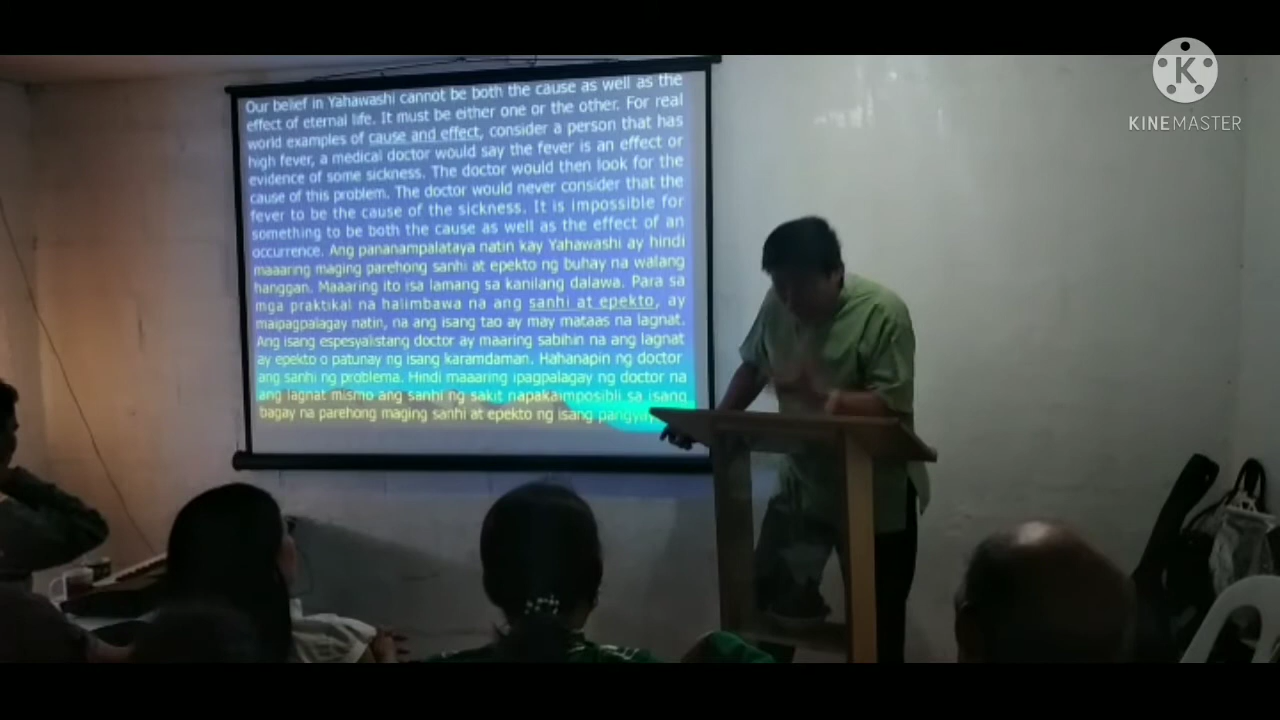 Our belief in Yahawashi cannot be both the cause as well as the
effect of eternal life. It must be either one or the other. For real
world examples of cause and effect, consider a person that has
high fever, a medical doctor would say the fever is an effect or
evidence of some sickness. The doctor would then look for the
cause of this problem. The doctor would never consider that the
fever to be the cause of the sickness. It is impossible for
something to be both the cause as well as the effect of an
occurrence. Ang pananampalataya natin kay Yahawashi ay hindi
maaaring maging parehong sanhi at epekto ng buhay na walang
hanggan. Maaaring ito isa lamang sa kanilang dalawa. Para sa
mga praktikal na halimbawa na ang sanhi at epekto, ay
maipagpalagay natin, na ang isang tao ay may mataas na lagnat.
Ang isang espesyalistang doctor ay maaring sabihin na ang lagnat
ay epekto o patunay ng isang karamdaman. Hahanapin ng doctor
ang sanhi ng problema. Hindi maaaring ipagpalagay ng doctor na
ang lagnat mismo ang sanhi ng sakit napakaimposibli sa isang
bagay na parehong maging sanhi at epekto ng isang
K
KINEMASTER